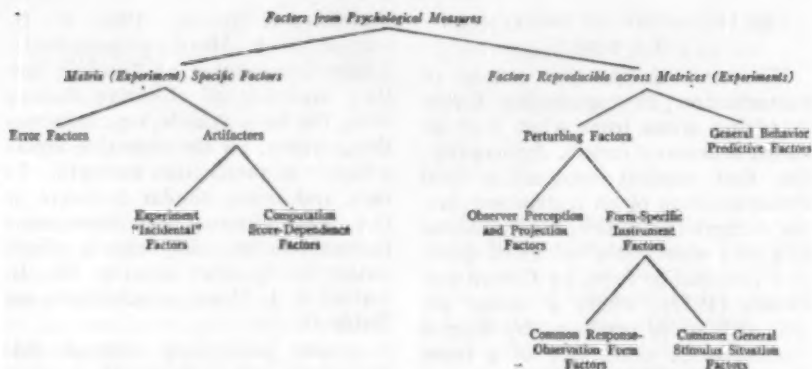 Factors from Psychological Measures
Matrix (Experiment) Specific Factors
Factors Reproducible across Matrices (Experiments)
Error Factors
Artifacters
Perturbing Factors
General Behavior
Predictive Factors
Experiment
"Incidental"
Factors
Computation
Score-Dependence
Factors
Observer Perception
and Projection
Factors
Form-Specific
Instrument
Factors
Common Response-
Observation Form
Factors
Common General
Stimulus Situation
Factors